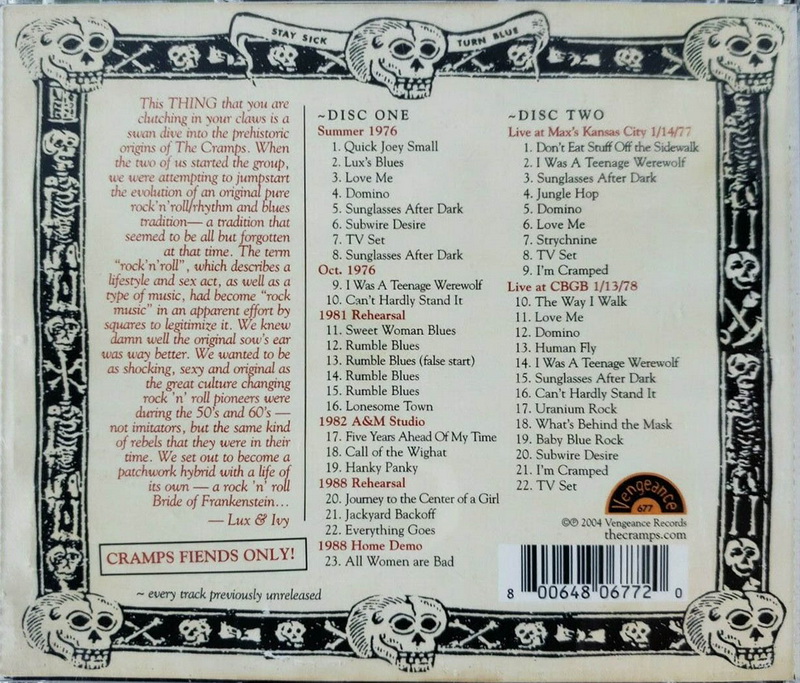 STAY SICK TURN BLUE
This THING that you are
clutching in your claws is a
swan dive into the prehistoric
origins of The Cramps. When
the two of us started the group,
we were attempting to jumpstart
the evolution of an original pure
rock'n'roll/rhythm and blues
tradition— a tradition that
seemed to be all but forgotten
at that time. The term
"rock'n'roll", which describes a
lifestyle and sex act, as well as a
type of music, had become "rock
music" in an apparent effort by
squares to legitimize it. We knew
damn well the original sow's ear
was way better. We wanted to be
as shocking, sexy and original as
the great culture changing
rock 'n' roll pioneers were
during the 50's and 60's —
not imitators, but the same kind
of rebels that they were in their
time. We set out to become a
patchwork hybrid with a life of
its own — a rock 'n' roll
Bride of Frankenstein...
— Lux & Ivy
CRAMPS FIENDS ONLY!
~ every track previously unreleased
~DISC ONE
Summer 1976
1. Quick Joey Small
2. Lux's Blues
3. Love Me
4. Domino
5. Sunglasses After Dark
6. Subwire Desire
7. TV Set
8. Sunglasses After Dark
Oct. 1976
9. I Was A Teenage Werewolf
10. Can't Hardly Stand It
1981 Rehearsal
11. Sweet Woman Blues
12. Rumble Blues
13. Rumble Blues (false start)
14. Rumble Blues
15. Rumble Blues
16. Lonesome Town
1982 A&M Studio
17. Five Years Ahead Of My Time
18. Call of the Wighat
19. Hanky Panky
1988 Rehearsal
20. Journey to the Center of a Girl
21. Jackyard Backoff
22. Everything Goes
1988 Home Demo
23. All Women are Bad
~DISC TWO
Live at Max's Kansas City 1/14/77
1. Don't Eat Stuff Off the Sidewalk
2. I Was A Teenage Werewolf
3. Sunglasses After Dark
4. Jungle Hop
5. Domino
6. Love Me
7. Strychnine
8. TV Set
9. I'm Cramped
Live at CBGB 1/13/78
10. The Way I Walk
11. Love Me
12. Domino
13. Human Fly
14. I Was A Teenage Werewolf
15. Sunglasses After Dark
16. Can't Hardly Stand It
17. Uranium Rock
18. What's Behind the Mask
19. Baby Blue Rock
20. Subwire Desire
21. I'm Cramped
22. TV Set
Vengeance
677
©℗ 2004 Vengeance Records
thecramps.com
8 00648 06772 0